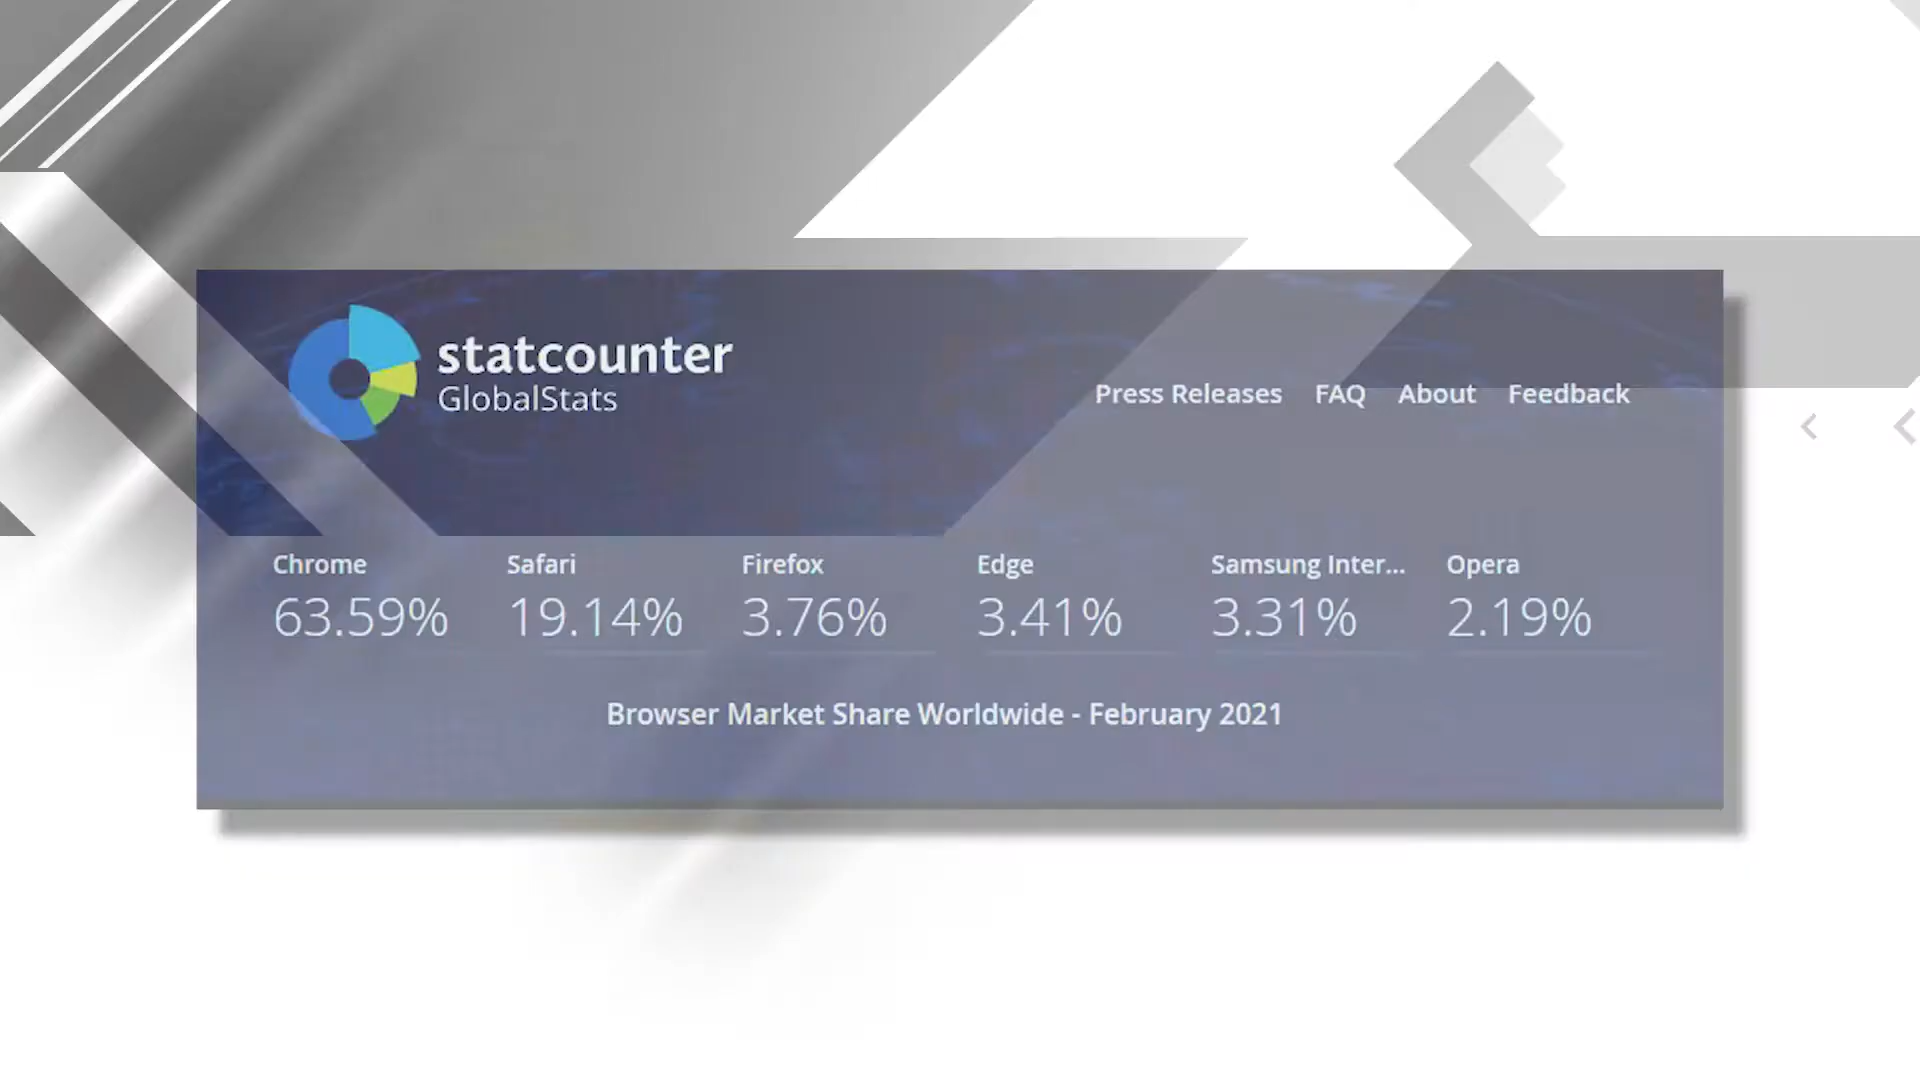 statcounter
GlobalStats
Press Releases FAQ About Feedback
Chrome Safari Firefox Edge Samsung Inter... Opera
63.59% 19.14% 3.76% 3.41% 3.31% 2.19%
Browser Market Share Worldwide - February 2021